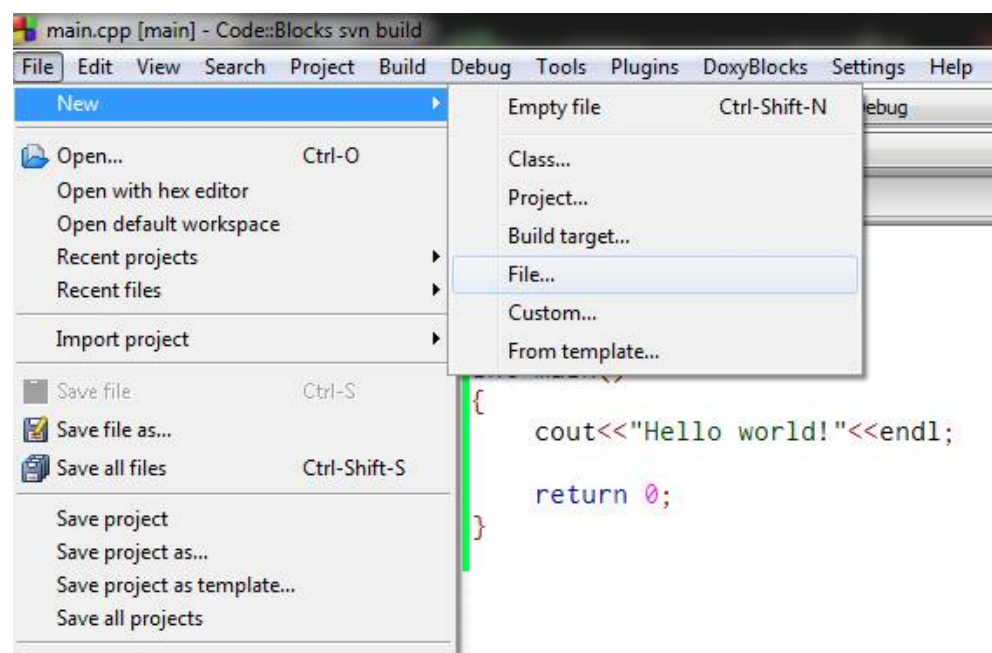 main.cpp [main] - Code::Blocks svn build
File Edit View Search Project Build Debug Tools Plugins DoxyBlocks Settings Help
New
Open... Ctrl-O
Open with hex editor
Open default workspace
Recent projects
Recent files
Import project
Save file Ctrl-S
Save file as...
Save all files Ctrl-Shift-S
Save project
Save project as...
Save project as template...
Save all projects
Empty file Ctrl-Shift-N
Class...
Project...
Build target...
File...
Custom...
From template...
{
cout<<"Hello world!"<<endl;
return 0;
}